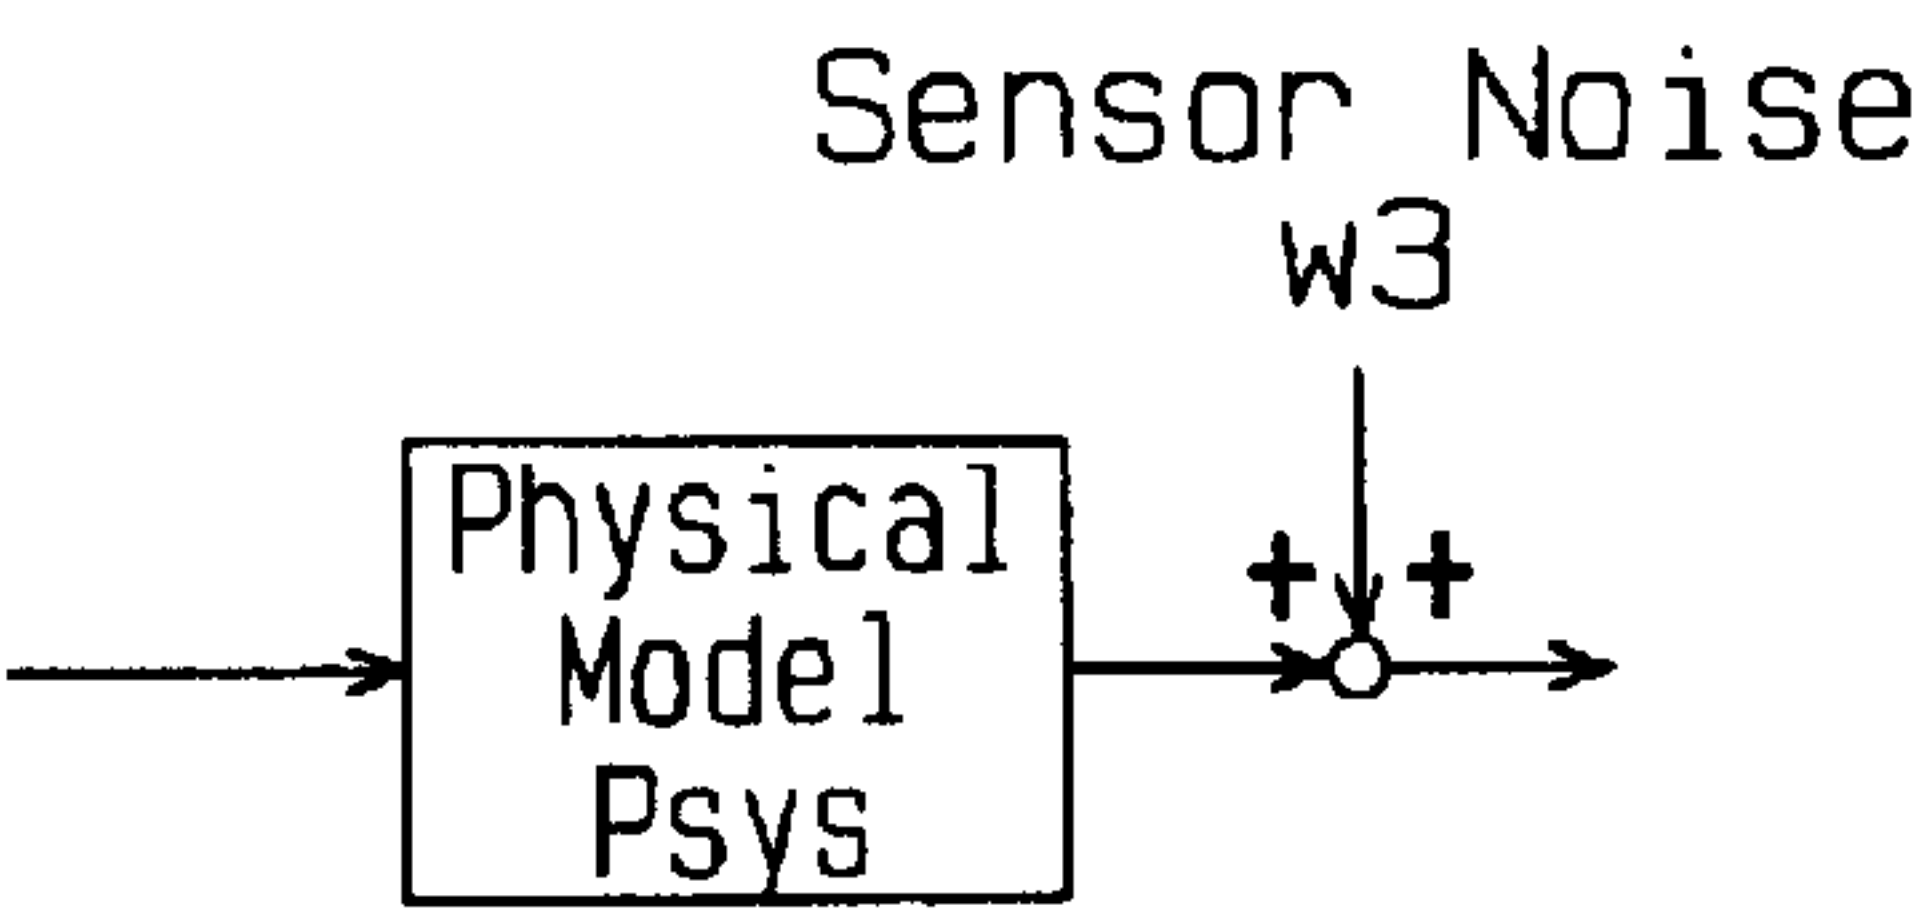 Sensor Noise
w3
+ +
Physical
Model
Psys